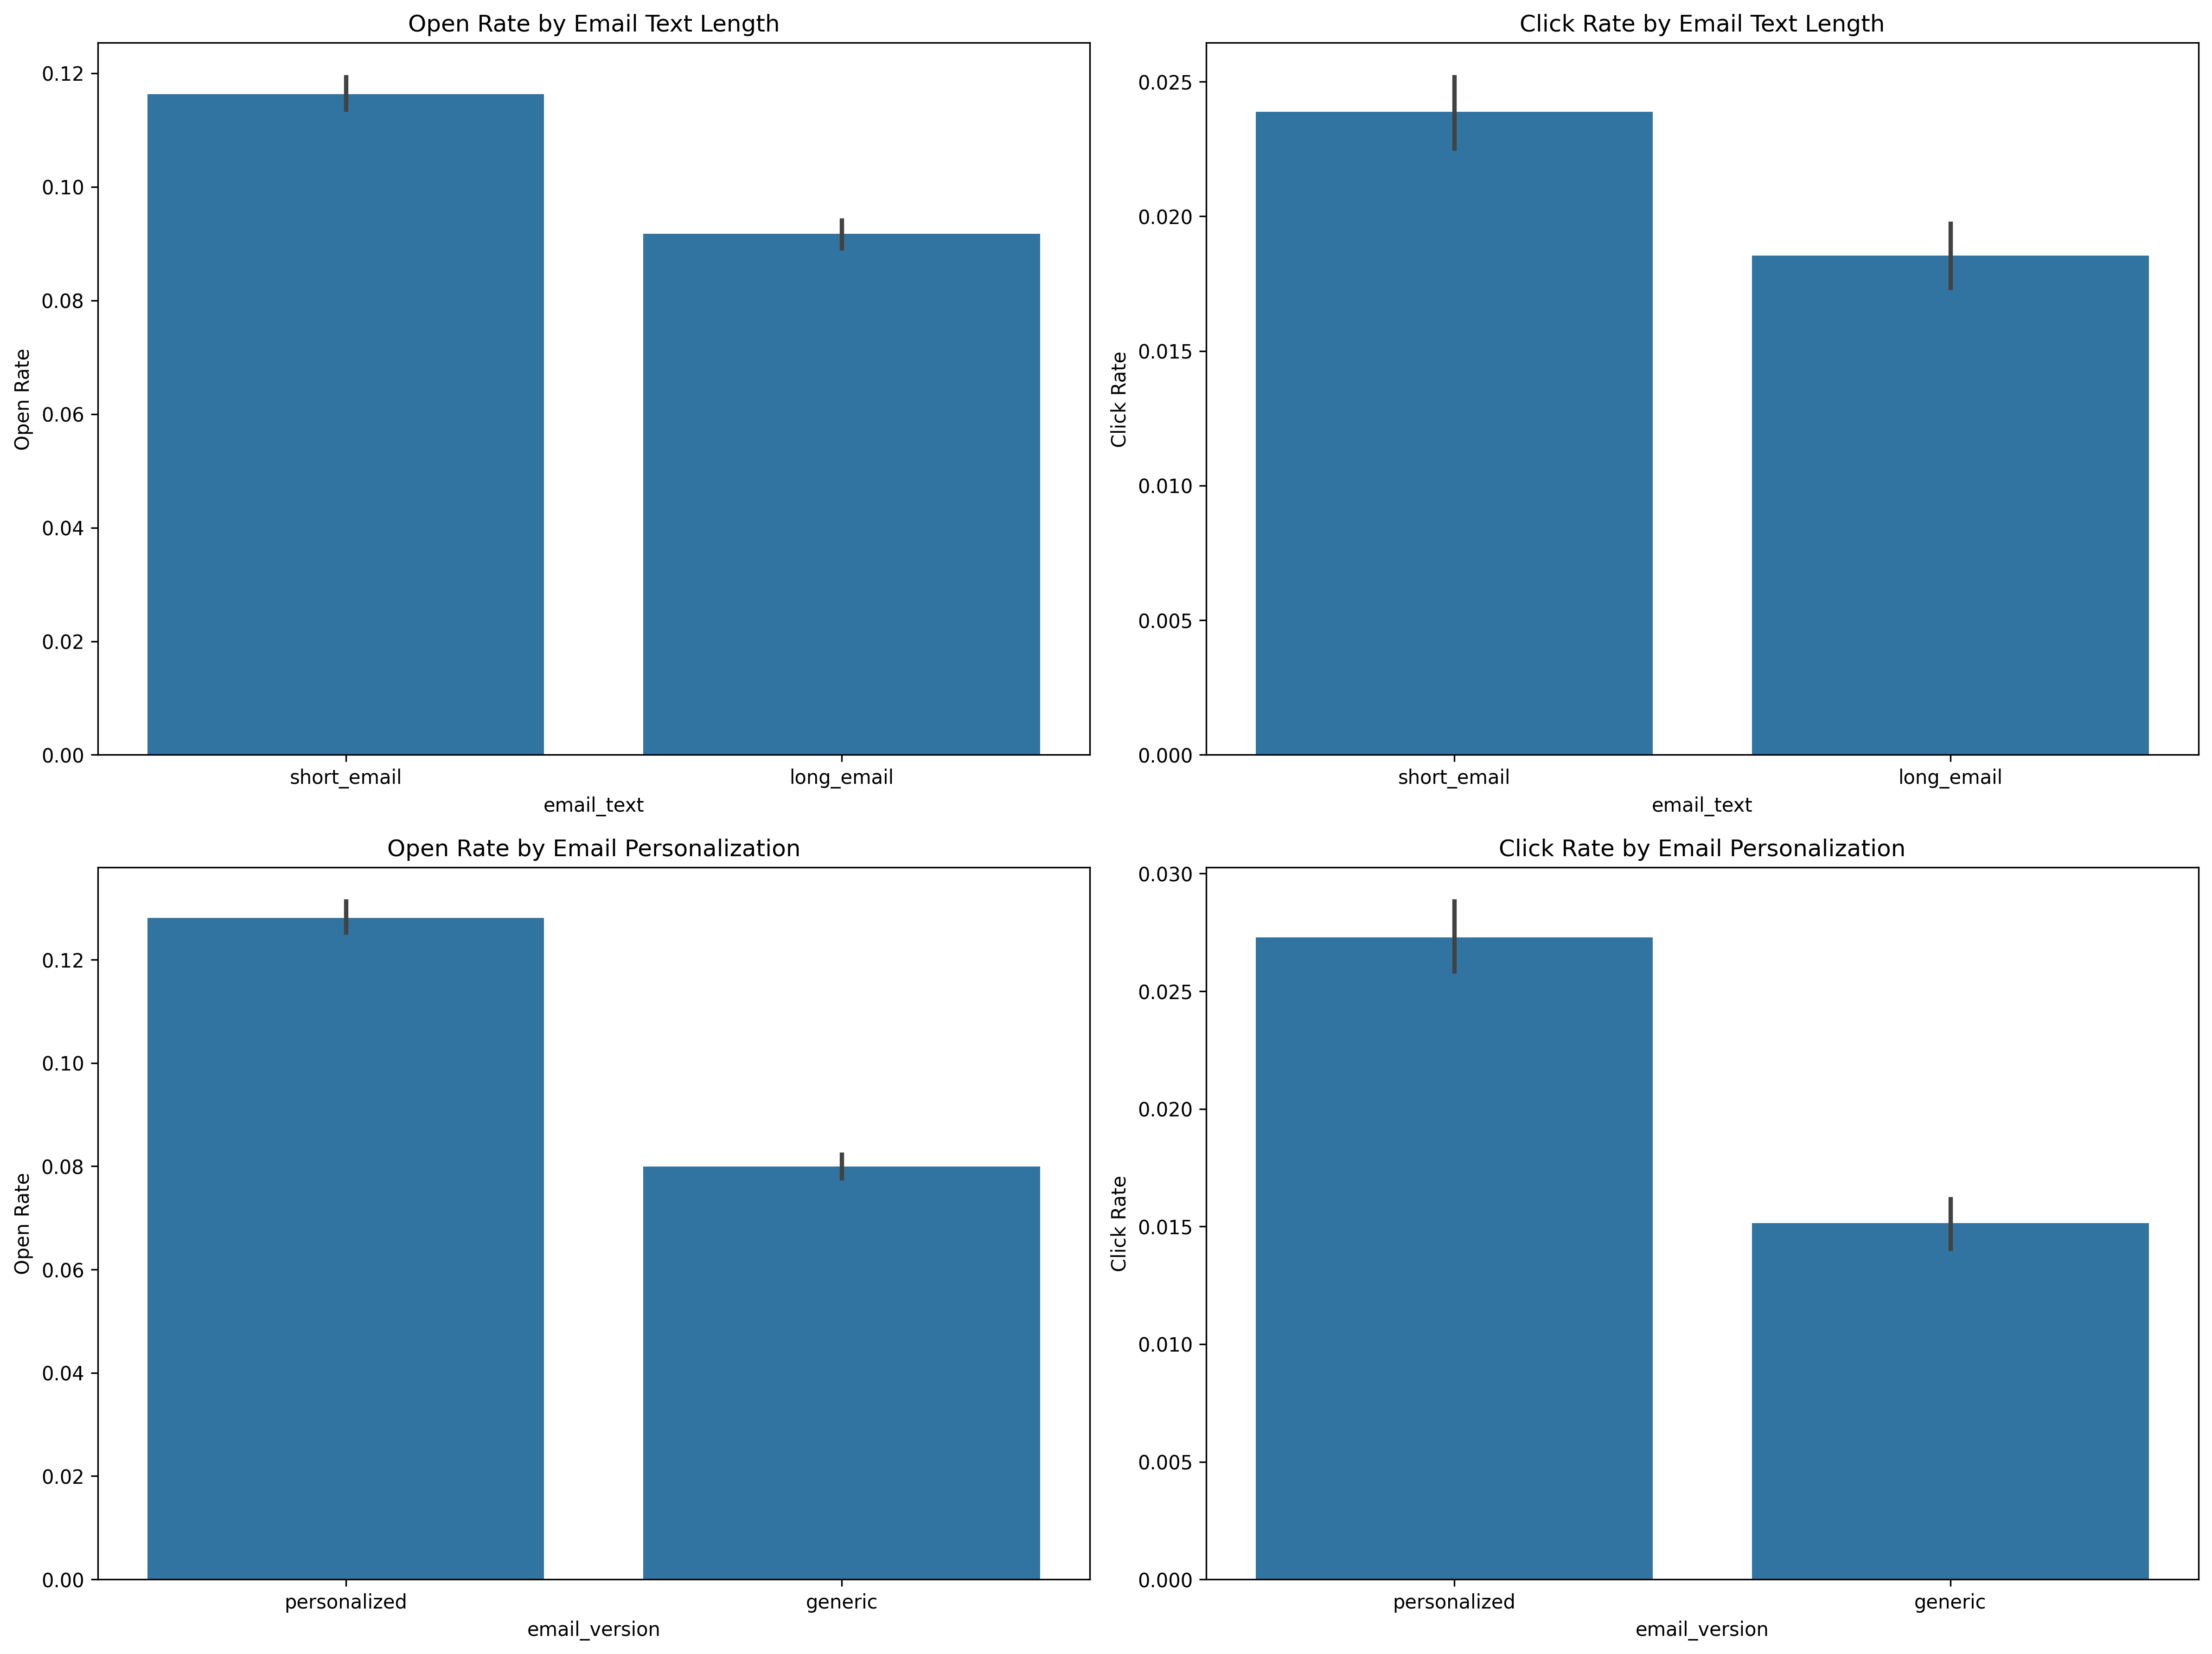 Open Rate by Email Text Length
Open Rate
0.12
0.10
0.08
0.06
0.04
0.02
0.00
short_email
long_email
email_text
Click Rate by Email Text Length
Click Rate
0.025
0.020
0.015
0.010
0.005
0.000
short_email
long_email
email_text
Open Rate by Email Personalization
Open Rate
0.12
0.10
0.08
0.06
0.04
0.02
0.00
personalized
generic
email_version
Click Rate by Email Personalization
Click Rate
0.030
0.025
0.020
0.015
0.010
0.005
0.000
personalized
generic
email_version